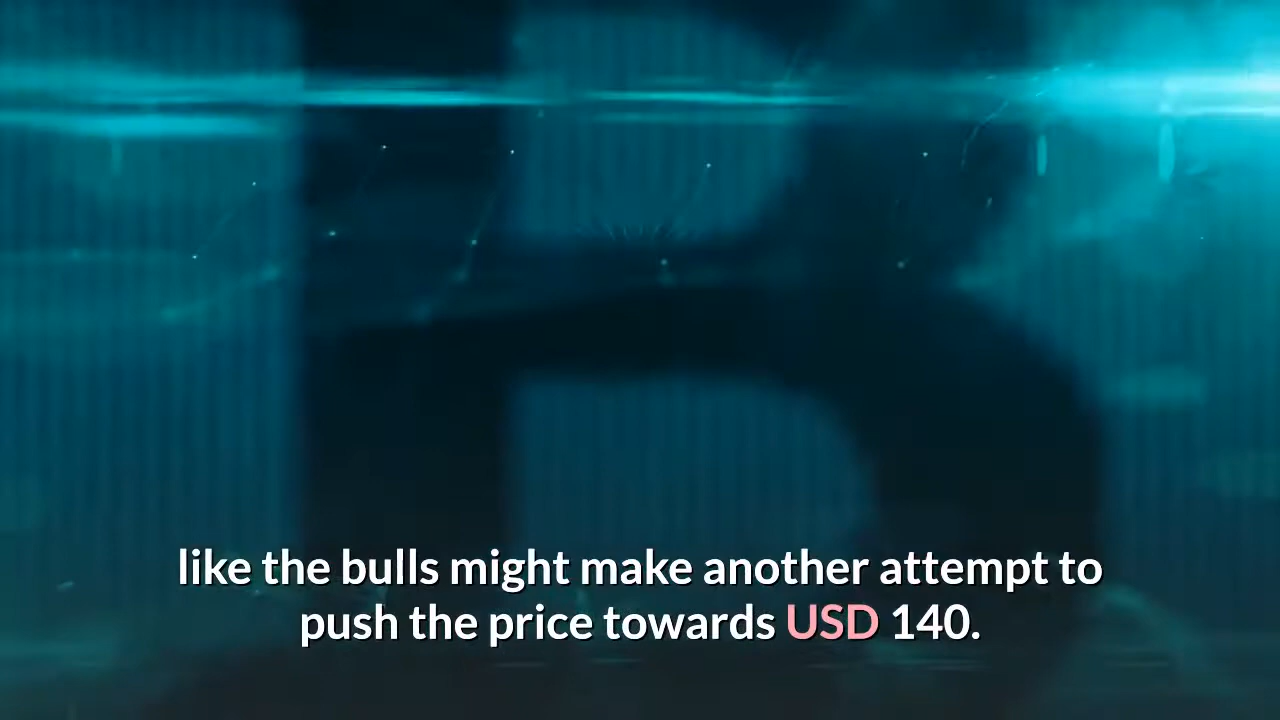 like the bulls might make another attempt to
push the price towards USD 140.